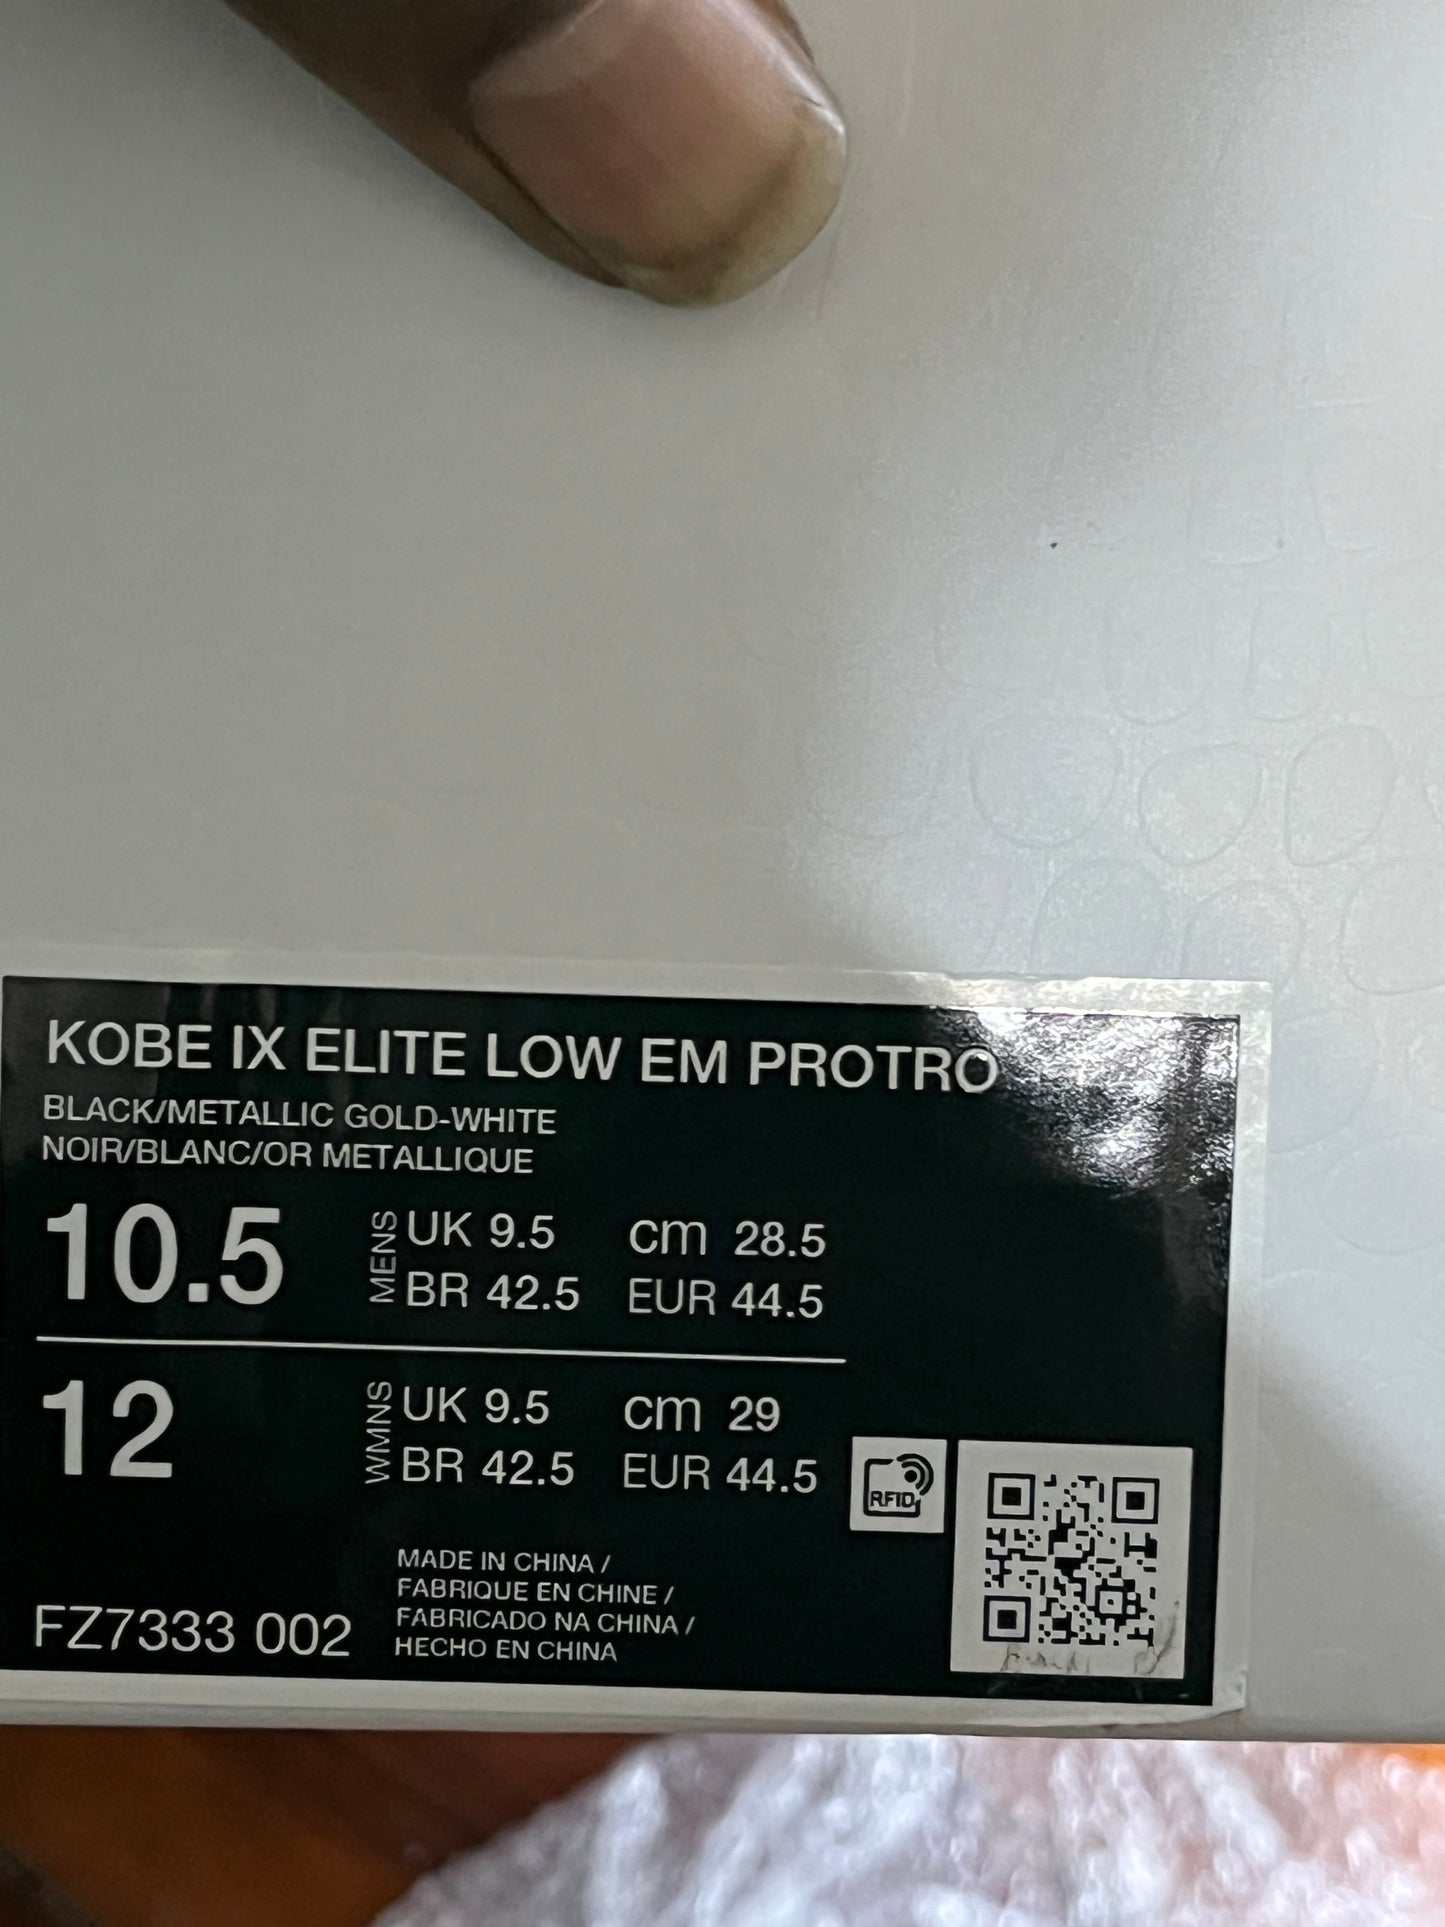 KOBE IX ELITE LOW EM PROTRO
BLACK/METALLIC GOLD-WHITE
NOIR/BLANC/OR METALLIQUE
10.5 MENS UK 9.5 cm 28.5
BR 42.5 EUR 44.5
12 WMNS UK 9.5 cm 29
BR 42.5 EUR 44.5
RFID
MADE IN CHINA /
FABRIQUE EN CHINE /
FABRICADO NA CHINA /
HECHO EN CHINA
FZ7333 002